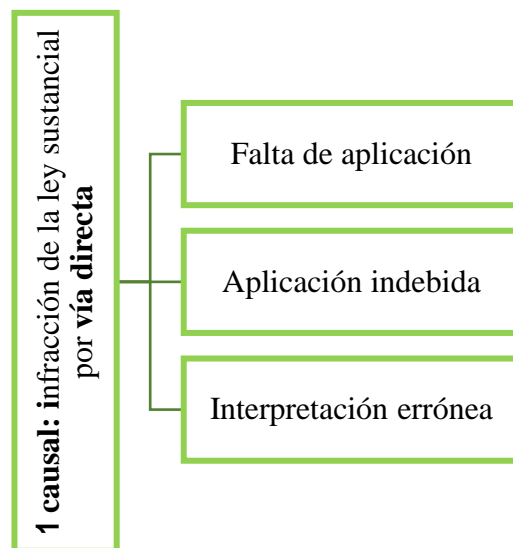 1 causal: infracción de la ley sustancial
por vía directa
Falta de aplicación
Aplicación indebida
Interpretación errónea